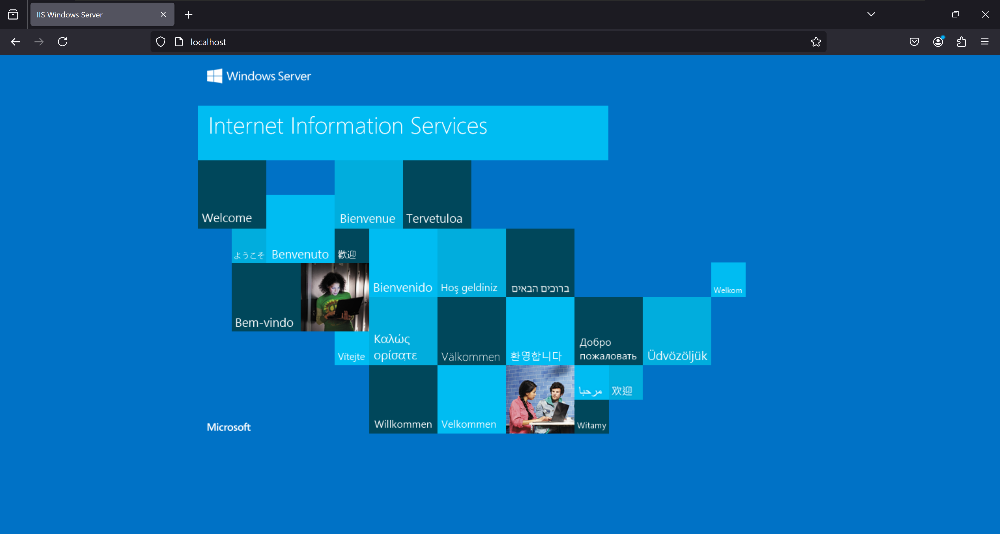 IIS Windows Server
localhost
Windows Server
Internet Information Services
Welcome
Bienvenue
Tervetuloa
ようこそ
Benvenuto
歡迎
Bienvenido
Hoş geldiniz
ברוכים הבאים
Welkom
Bem-vindo
Vítejte
Καλώς
ορίσατε
Välkommen
환영합니다
Добро
пожаловать
Üdvözöljük
مرحبا
欢迎
Willkommen
Velkommen
Witamy
Microsoft